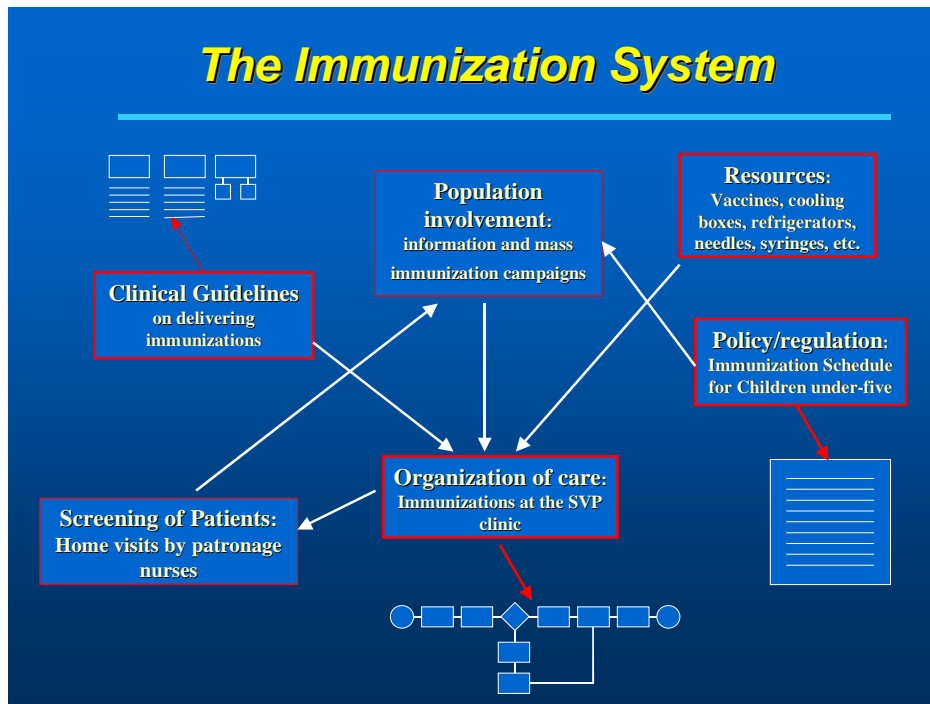 The Immunization System
Population
involvement:
information and mass
immunization campaigns
Resources:
Vaccines, cooling
boxes, refrigerators,
needles, syringes, etc.
Clinical Guidelines
on delivering
immunizations
Policy/regulation:
Immunization Schedule
for Children under-five
Organization of care:
Immunizations at the SVP
clinic
Screening of Patients:
Home visits by patronage
nurses